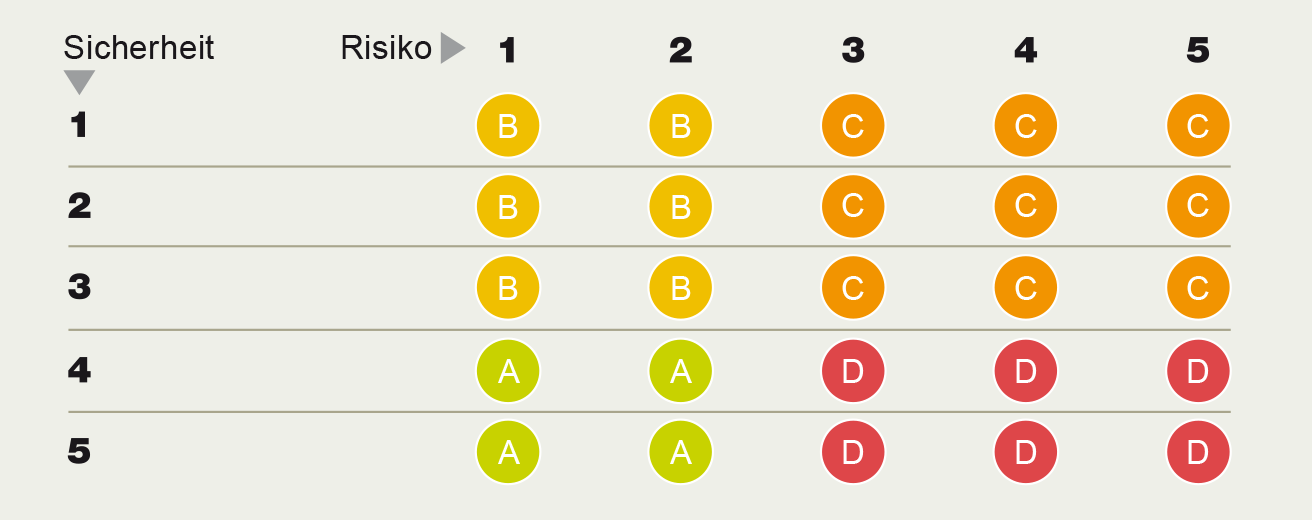 Sicherheit Risiko 1 2 3 4 5
1 B B C C C
2 B B C C C
3 B B C C C
4 A A D D D
5 A A D D D